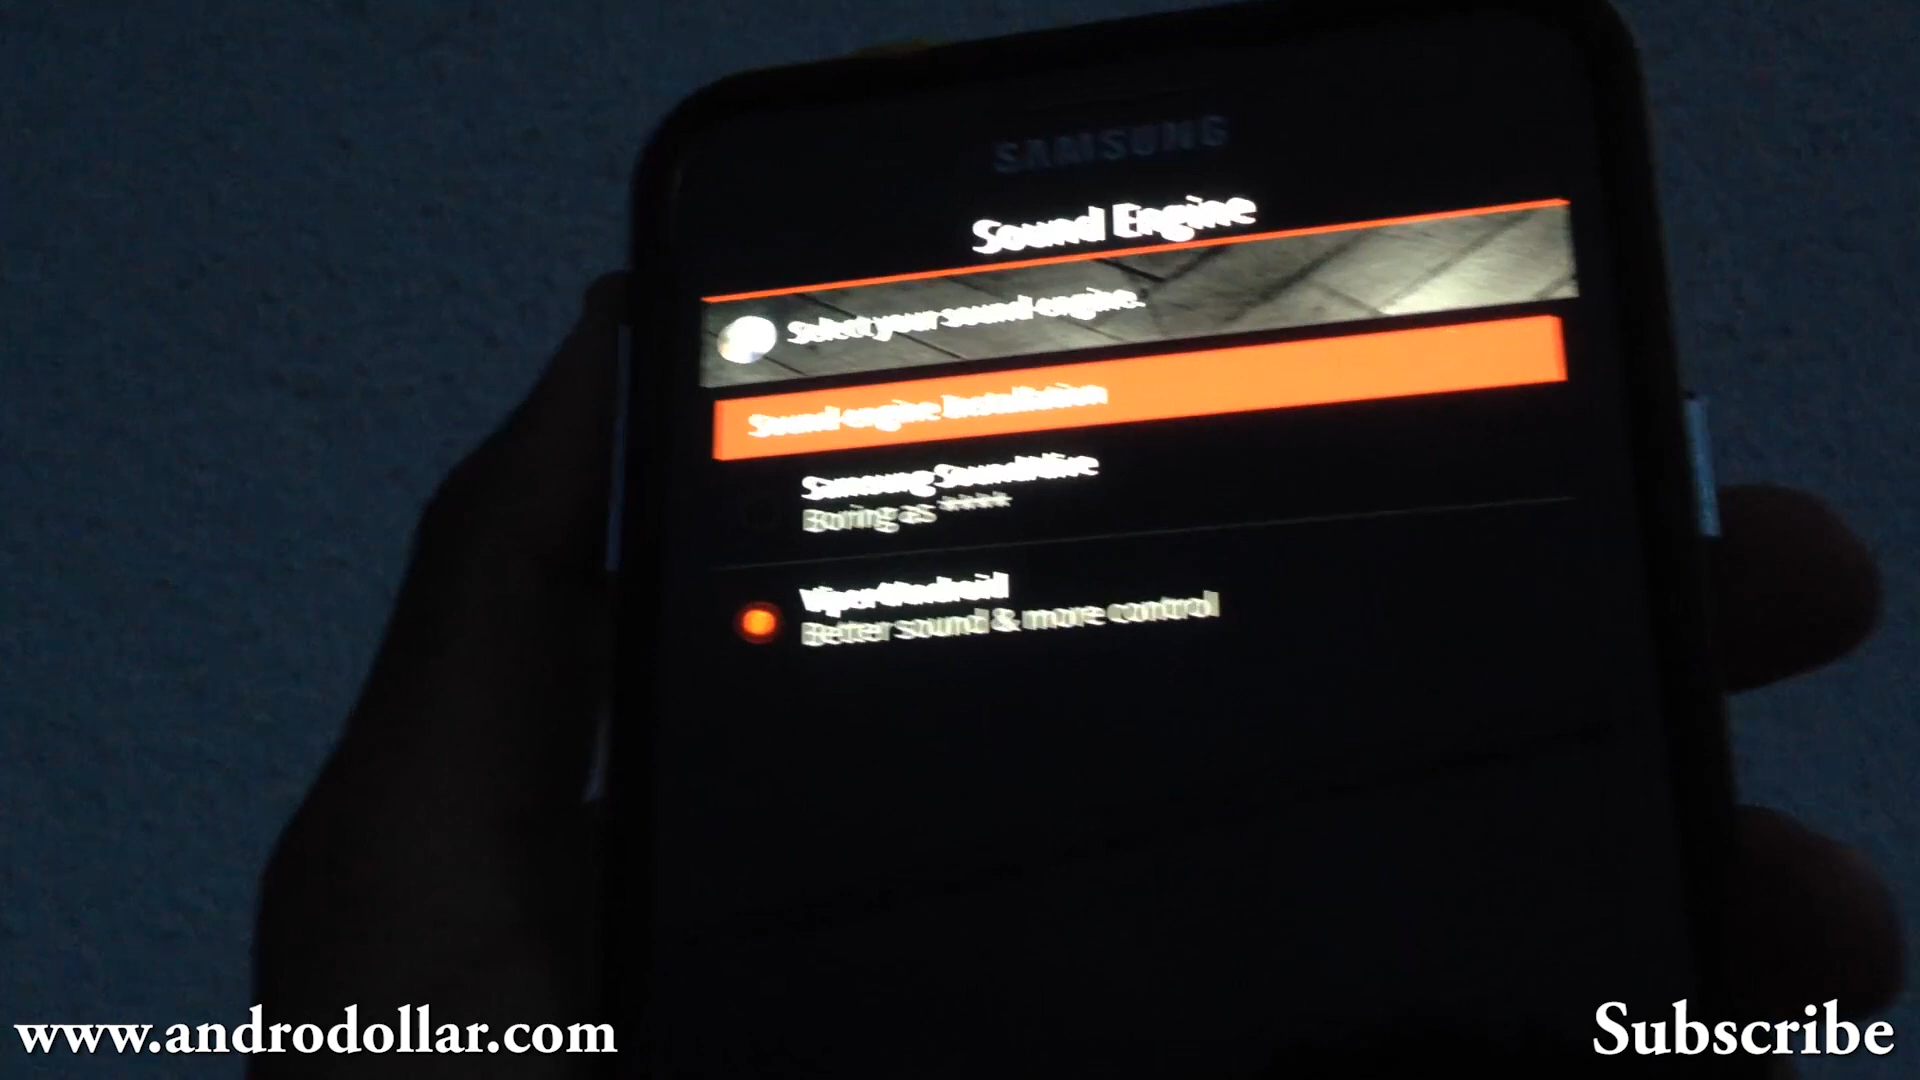 SAMSUNG
Sound Engine
Select your sound engine.
Sound engine Installation
Samsung SoundAlive
Boring as ****
Viper4Android
Better sound & more control
www.androdollar.com
Subscribe